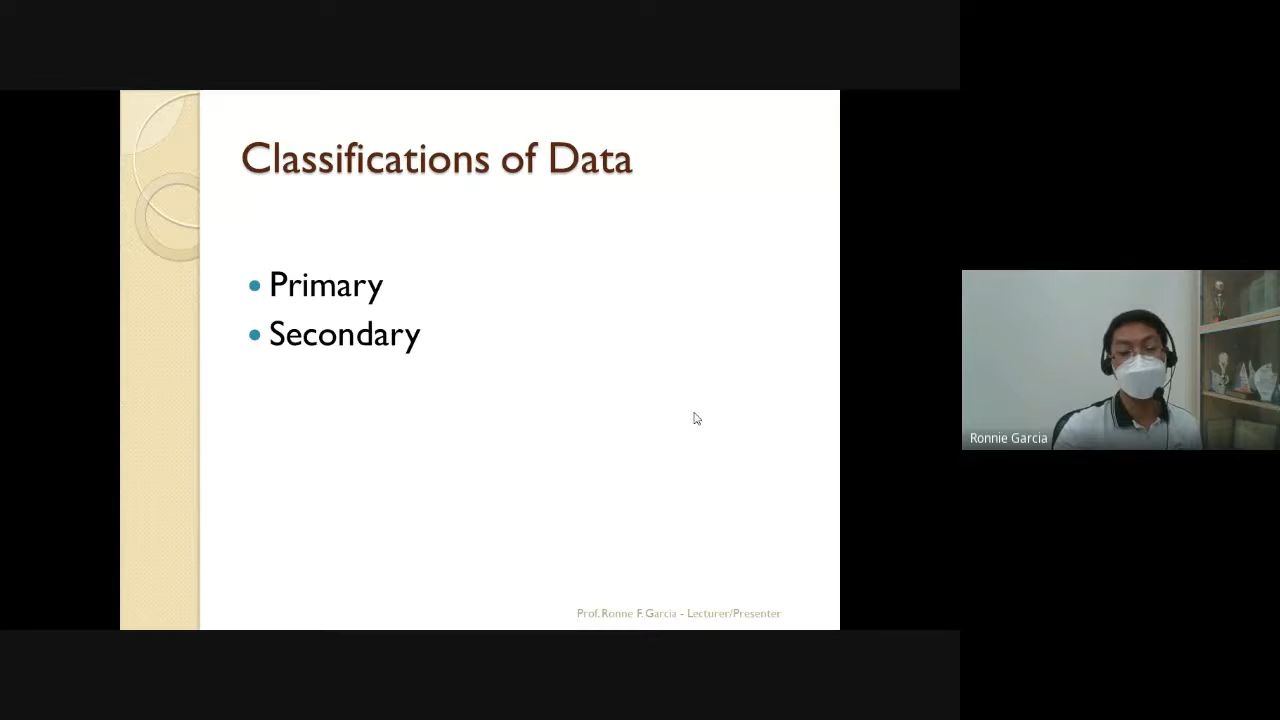 Classifications of Data
Primary
Secondary
Prof. Ronne F. Garcia - Lecturer/Presenter
Ronnie Garcia